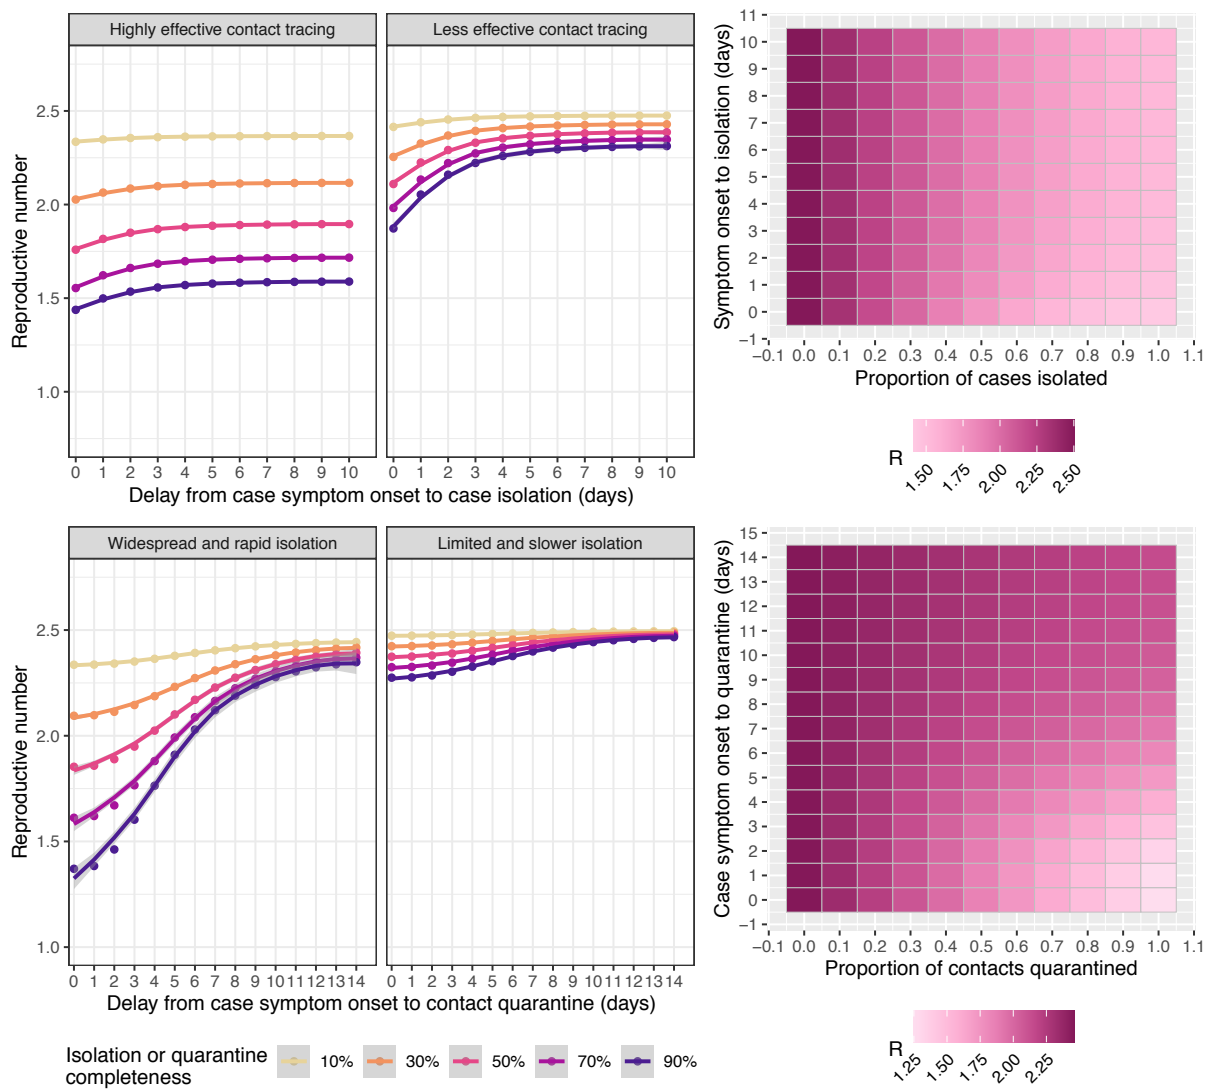 Highly effective contact tracing
Less effective contact tracing
Reproductive number
2.5
2.0
1.5
1.0
0 1 2 3 4 5 6 7 8 9 10
0 1 2 3 4 5 6 7 8 9 10
Delay from case symptom onset to case isolation (days)
Symptom onset to isolation (days)
11
10
9
8
7
6
5
4
3
2
1
0
−1
−0.1 0.0 0.1 0.2 0.3 0.4 0.5 0.6 0.7 0.8 0.9 1.0 1.1
Proportion of cases isolated
R
1.50 1.75 2.00 2.25 2.50
Widespread and rapid isolation
Limited and slower isolation
Reproductive number
2.5
2.0
1.5
1.0
0 1 2 3 4 5 6 7 8 9 10 11 12 13 14
0 1 2 3 4 5 6 7 8 9 10 11 12 13 14
Delay from case symptom onset to contact quarantine (days)
Case symptom onset to quarantine (days)
15
14
13
12
11
10
9
8
7
6
5
4
3
2
1
0
−1
−0.1 0.0 0.1 0.2 0.3 0.4 0.5 0.6 0.7 0.8 0.9 1.0 1.1
Proportion of contacts quarantined
R
1.25 1.50 1.75 2.00 2.25
Isolation or quarantine
completeness
10% 30% 50% 70% 90%